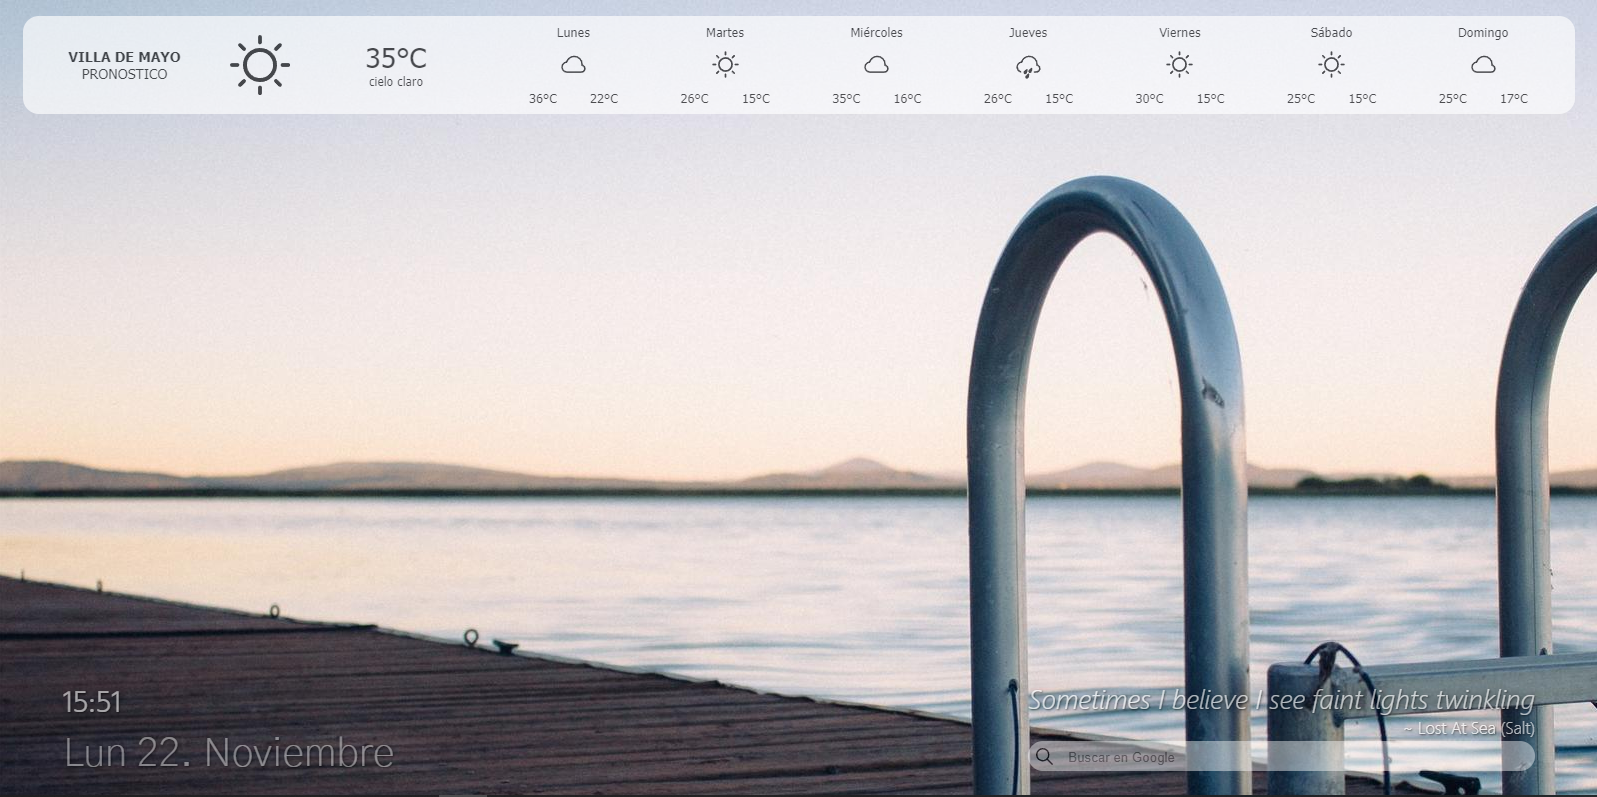 VILLA DE MAYO
PRONOSTICO
35°C
cielo claro
Lunes
36°C 22°C
Martes
26°C 15°C
Miércoles
35°C 16°C
Jueves
26°C 15°C
Viernes
30°C 15°C
Sábado
25°C 15°C
Domingo
25°C 17°C
15:51
Lun 22. Noviembre
Sometimes I believe I see faint lights twinkling
~ Lost At Sea (Salt)
Buscar en Google